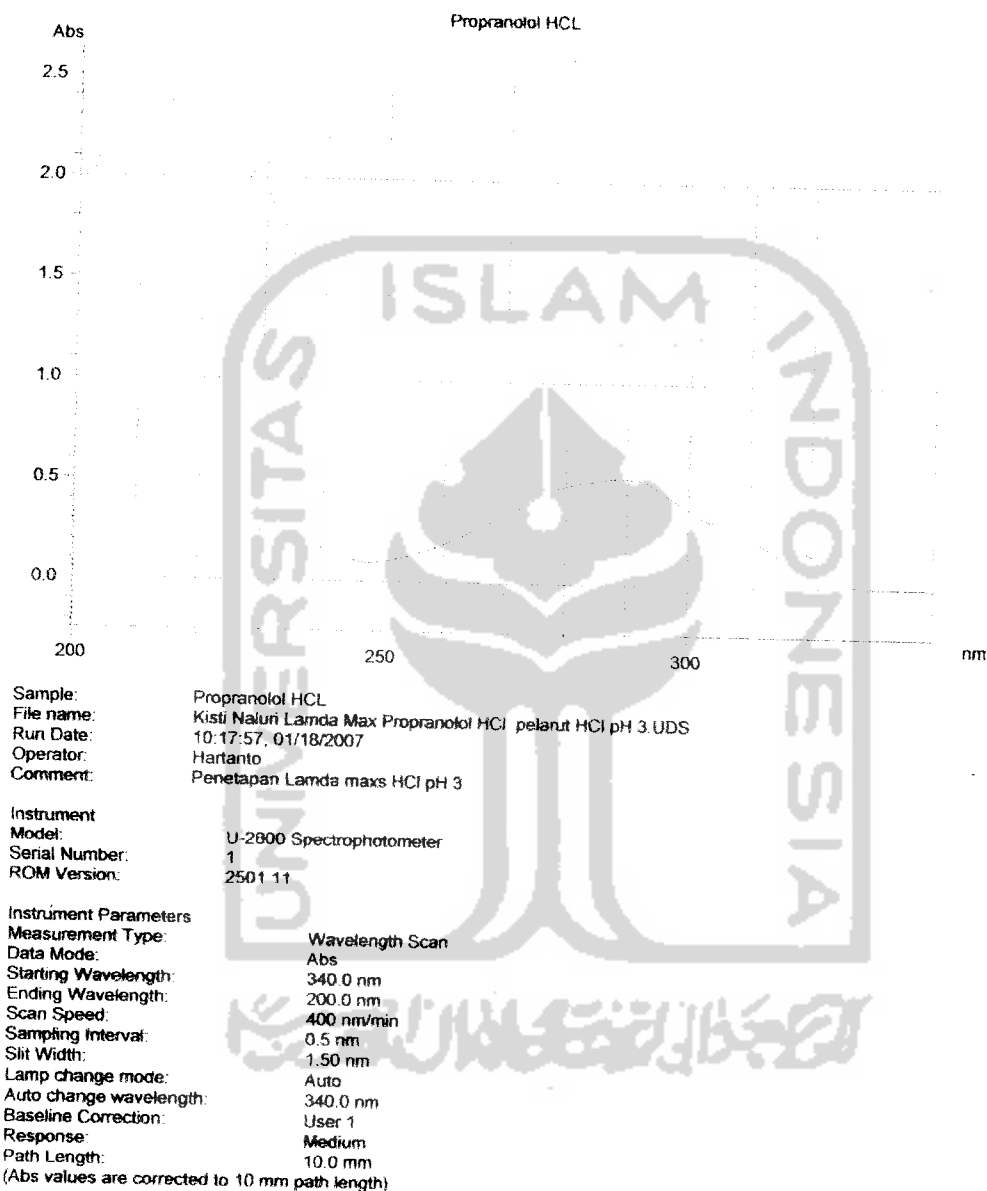 Propranolol HCL
Abs
2.5
2.0
1.5
1.0
0.5
0.0
200
250
300
nm
UNIVERSITAS
ISLAM
INDONESIA
Sample: Propranolol HCL
File name: Kisti Naluri Lamda Max Propranolol HCl pelarut HCl pH 3.UDS
Run Date: 10:17:57, 01/18/2007
Operator: Hartanto
Comment: Penetapan Lamda maxs HCl pH 3
Instrument
Model: U-2800 Spectrophotometer
Serial Number: 1
ROM Version: 2501 11
Instrument Parameters
Measurement Type: Wavelength Scan
Data Mode: Abs
Starting Wavelength: 340.0 nm
Ending Wavelength: 200.0 nm
Scan Speed: 400 nm/min
Sampling Interval: 0.5 nm
Slit Width: 1.50 nm
Lamp change mode: Auto
Auto change wavelength: 340.0 nm
Baseline Correction: User 1
Response: Medium
Path Length: 10.0 mm
(Abs values are corrected to 10 mm path length)